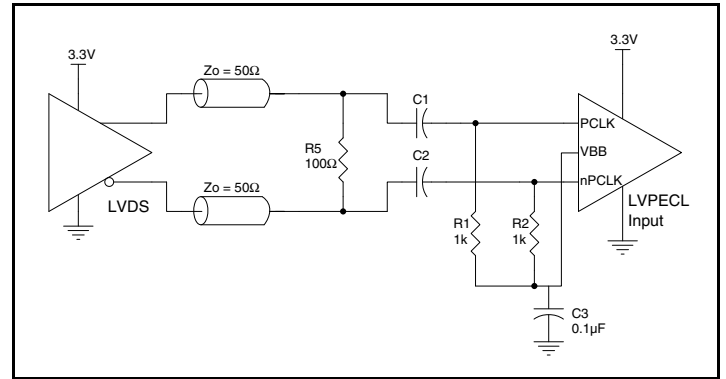 3.3V
3.3V
Zo = 50Ω
C1
PCLK
R5
100Ω
C2
VBB
nPCLK
Zo = 50Ω
LVDS
LVPECL
Input
R1
1k
R2
1k
C3
0.1µF